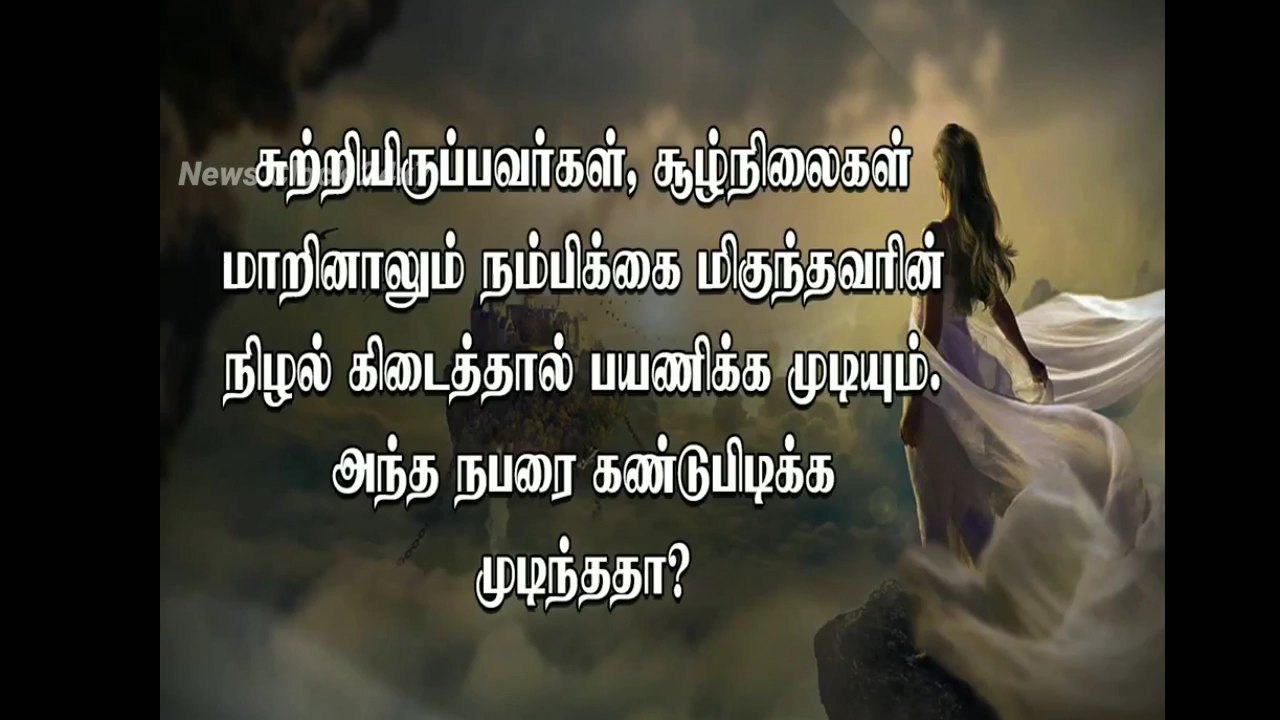 சுற்றியிருப்பவர்கள், சூழ்நிலைகள்
மாறினாலும் நம்பிக்கை மிகுந்தவரின்
நிழல் கிடைத்தால் பயணிக்க முடியும்.
அந்த நபரை கண்டுபிடிக்க
முடிந்ததா?
News